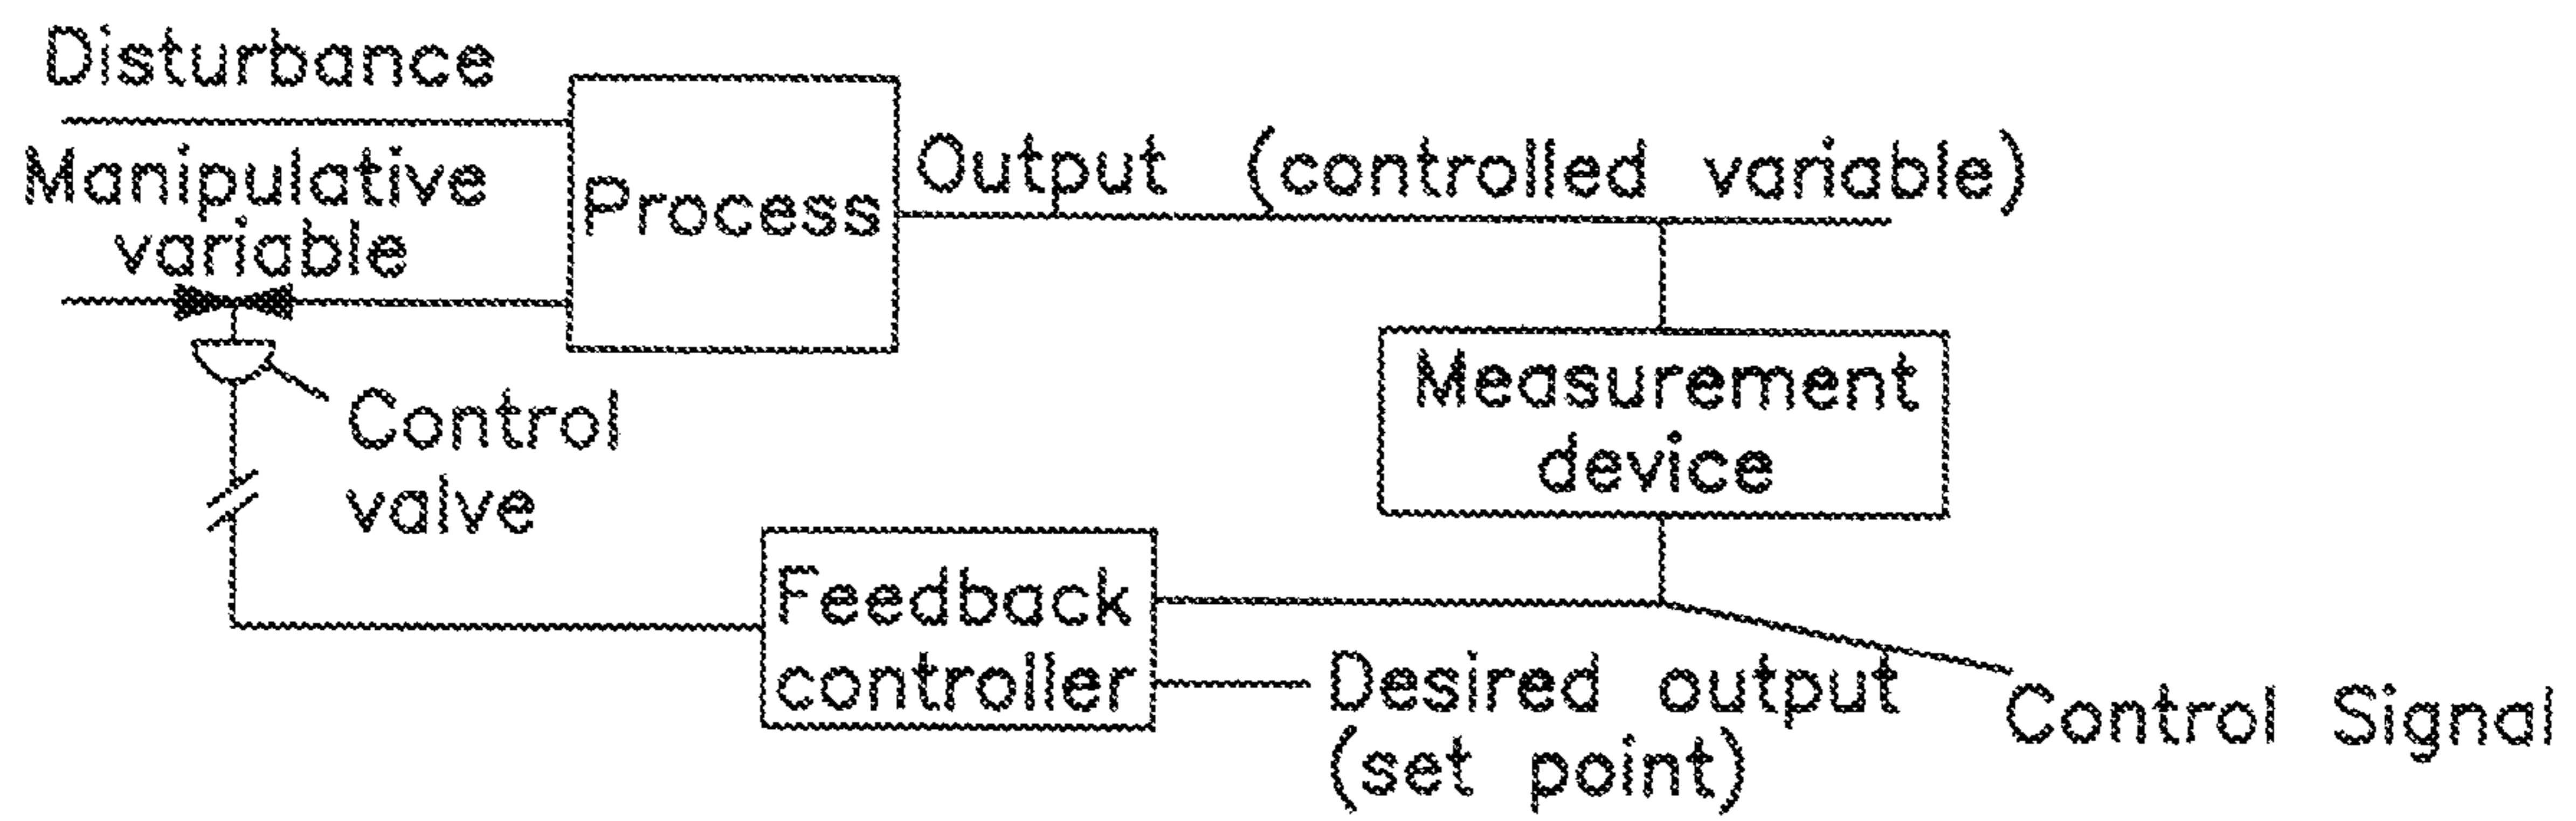 Disturbance
Manipulative
variable
Process
Output (controlled variable)
Control
valve
Measurement
device
Feedback
controller
Desired output
(set point)
Control Signal